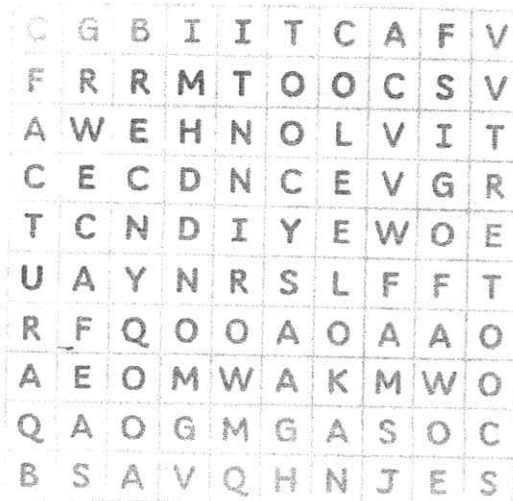 C G B I I T C A F V
F R R M T O O C S V
A W E H N O L V I T
C E C D N C E V G R
T C N D I Y E W O E
U A Y N R S L F F T
R F Q O O A O A A O
A E O M W A K M W O
Q A O G M G A S O C
B S A V Q H N J E S